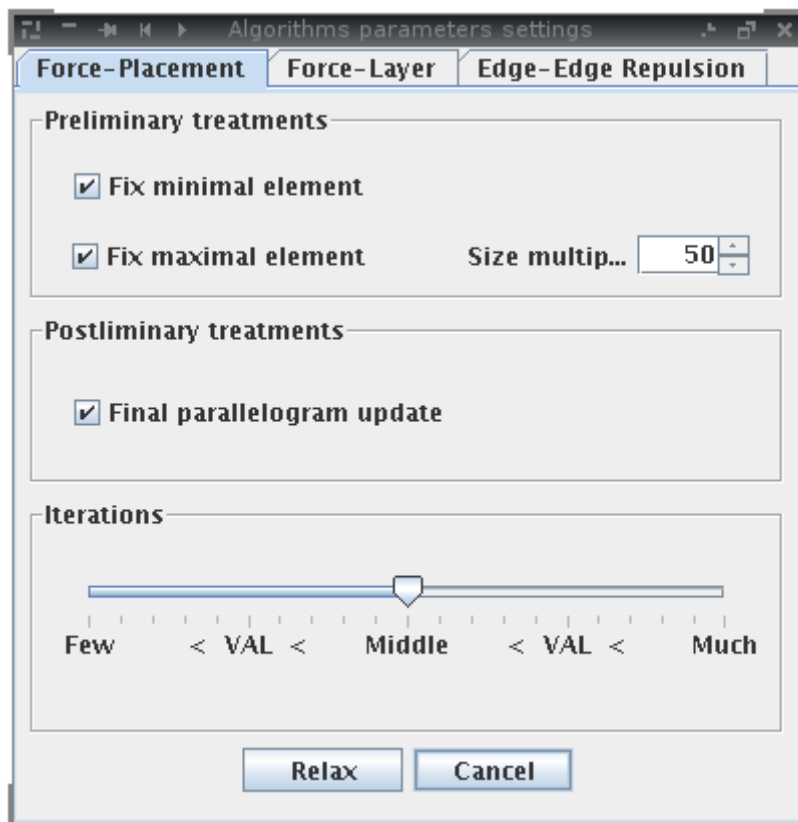 Algorithms parameters settings
Force-Placement Force-Layer Edge-Edge Repulsion
Preliminary treatments
Fix minimal element
Fix maximal element Size multip... 50
Postliminary treatments
Final parallelogram update
Iterations
Few < VAL < Middle < VAL < Much
Relax Cancel